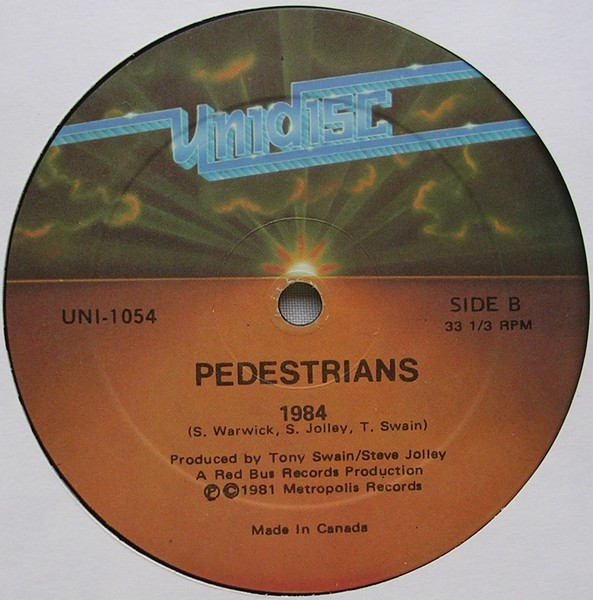 unidisc
UNI-1054
SIDE B
33 1/3 RPM
PEDESTRIANS
1984
(S. Warwick, S. Jolley, T. Swain)
Produced by Tony Swain/Steve Jolley
A Red Bus Records Production
Ⓟ©1981 Metropolis Records
Made In Canada